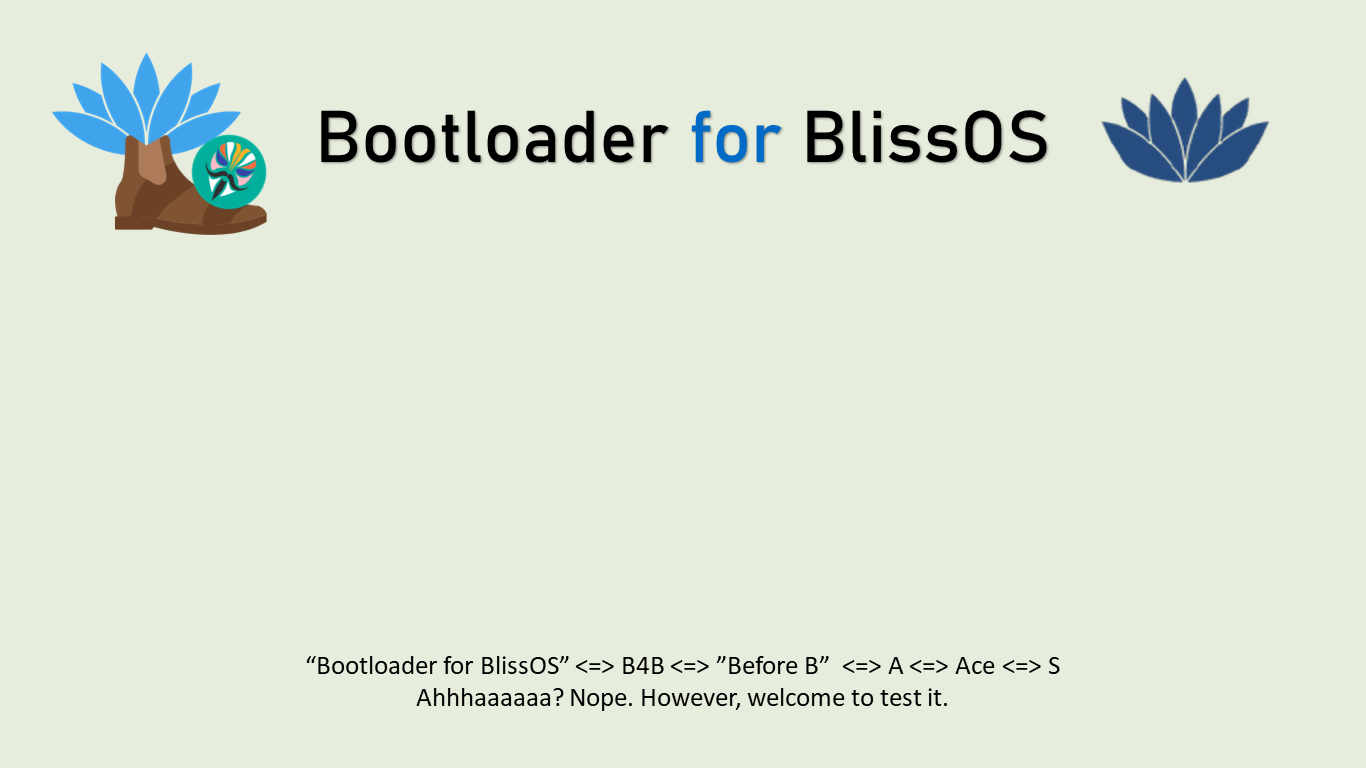 Bootloader for BlissOS
“Bootloader for BlissOS” <=> B4B <=> ”Before B”  <=> A <=> Ace <=> S
Ahhhaaaaaa? Nope. However, welcome to test it.